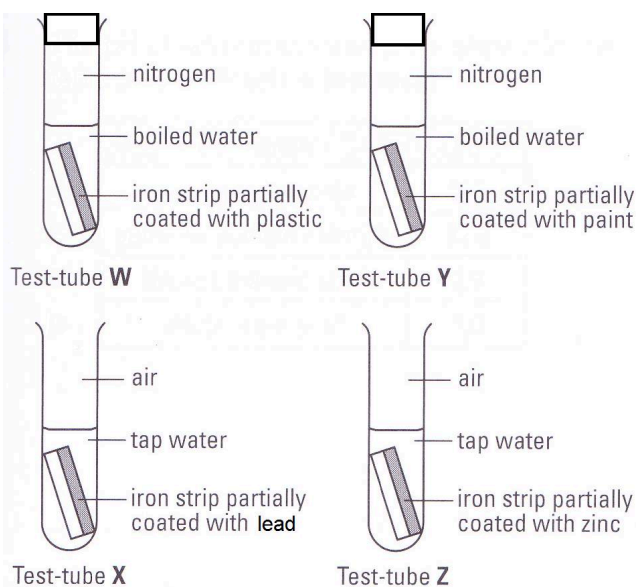 nitrogen
boiled water
iron strip partially
coated with plastic
Test-tube W
nitrogen
boiled water
iron strip partially
coated with paint
Test-tube Y
air
tap water
iron strip partially
coated with lead
Test-tube X
air
tap water
iron strip partially
coated with zinc
Test-tube Z